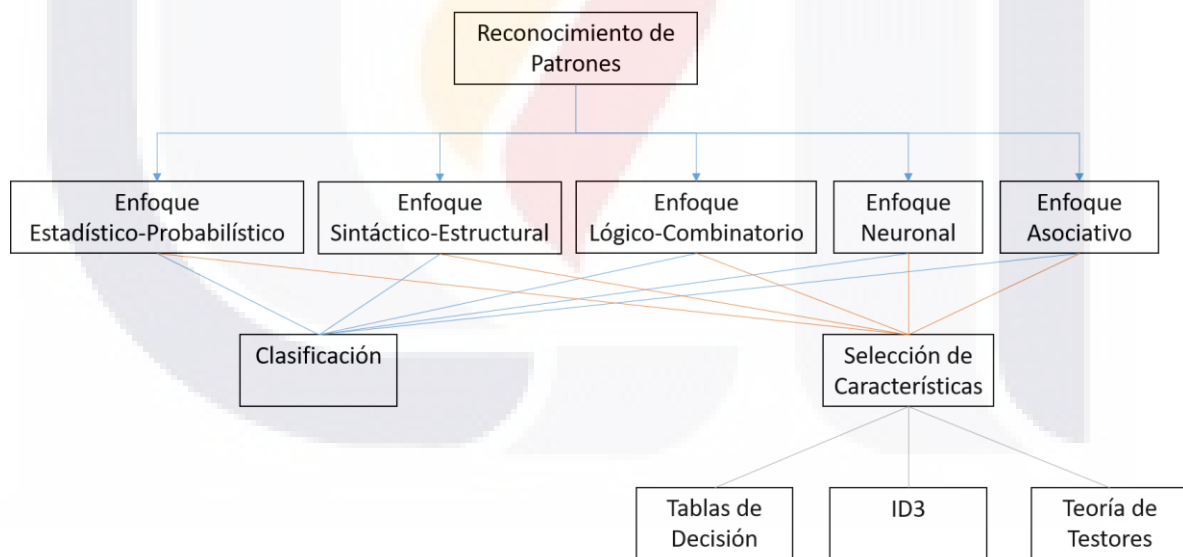 Reconocimiento de
Patrones
Enfoque
Estadístico-Probabilístico
Enfoque
Sintáctico-Estructural
Enfoque
Lógico-Combinatorio
Enfoque
Neuronal
Enfoque
Asociativo
Clasificación
Selección de
Características
Tablas de
Decisión
ID3
Teoría de
Testores